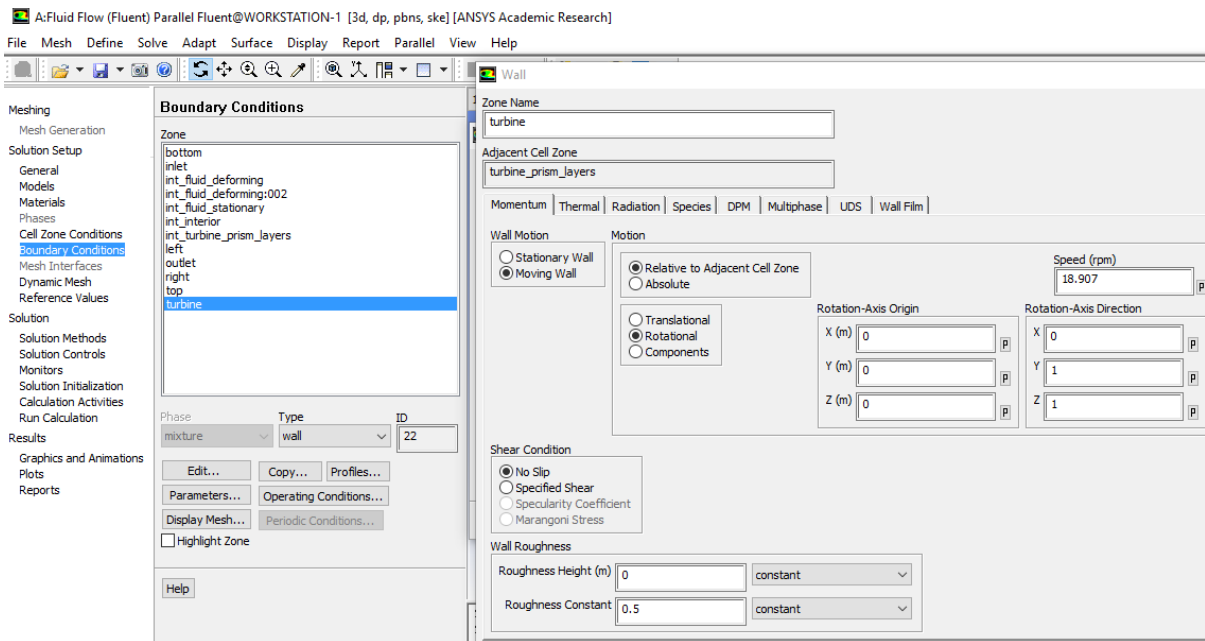 A:Fluid Flow (Fluent) Parallel Fluent@WORKSTATION-1 [3d, dp, pbns, ske] [ANSYS Academic Research]
File Mesh Define Solve Adapt Surface Display Report Parallel View Help
Meshing
Mesh Generation
Solution Setup
General
Models
Materials
Phases
Cell Zone Conditions
Boundary Conditions
Mesh Interfaces
Dynamic Mesh
Reference Values
Solution
Solution Methods
Solution Controls
Monitors
Solution Initialization
Calculation Activities
Run Calculation
Results
Graphics and Animations
Plots
Reports
Boundary Conditions
Zone
bottom
inlet
int_fluid_deforming
int_fluid_deforming:002
int_fluid_stationary
int_interior
int_turbine_prism_layers
left
outlet
right
top
turbine
Phase Type ID
mixture wall 22
Edit... Copy... Profiles...
Parameters... Operating Conditions...
Display Mesh... Periodic Conditions...
Highlight Zone
Help
Wall
Zone Name
turbine
Adjacent Cell Zone
turbine_prism_layers
Momentum Thermal Radiation Species DPM Multiphase UDS Wall Film
Wall Motion
Stationary Wall
Moving Wall
Motion
Relative to Adjacent Cell Zone
Absolute
Translational
Rotational
Components
Speed (rpm)
18.907 P
Rotation-Axis Origin
X (m) 0 P
Y (m) 0 P
Z (m) 0 P
Rotation-Axis Direction
X 0 P
Y 1 P
Z 1 P
Shear Condition
No Slip
Specified Shear
Specularity Coefficient
Marangoni Stress
Wall Roughness
Roughness Height (m) 0 constant
Roughness Constant 0.5 constant